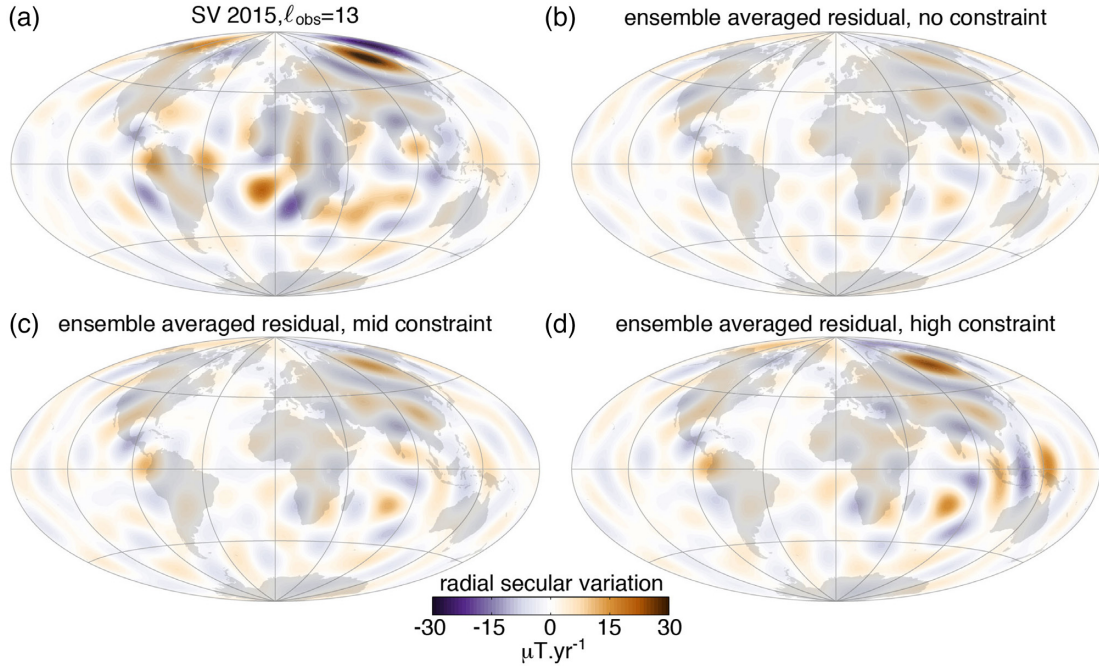 (a) SV 2015,ℓobs=13
(b) ensemble averaged residual, no constraint
(c) ensemble averaged residual, mid constraint
(d) ensemble averaged residual, high constraint
radial secular variation
-30 -15 0 15 30
μT.yr⁻¹